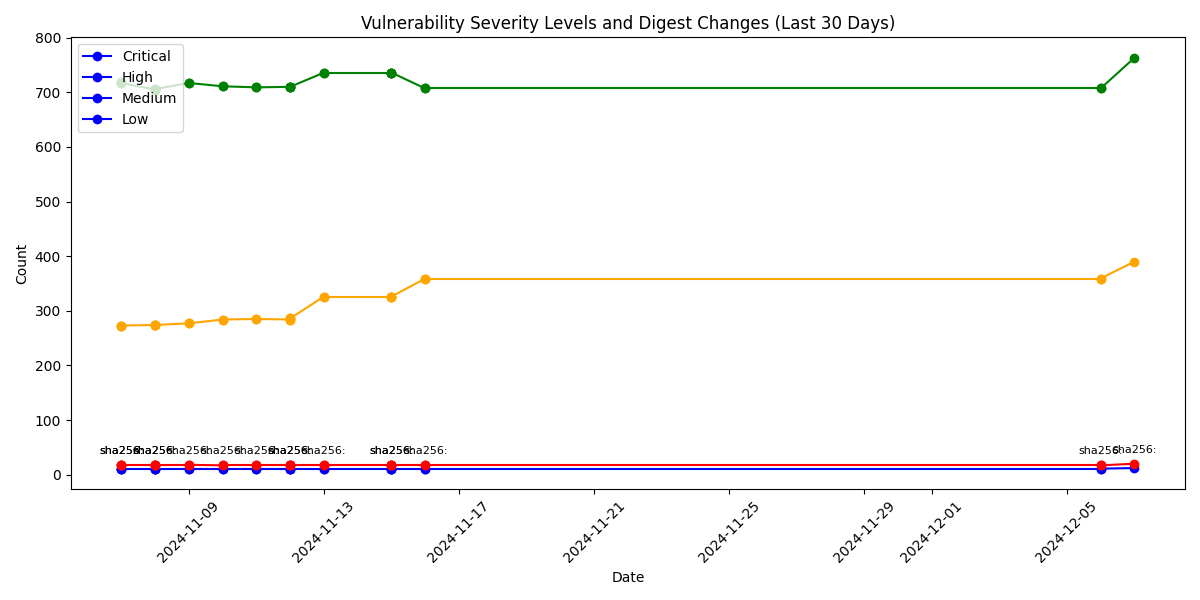 Vulnerability Severity Levels and Digest Changes (Last 30 Days)
Critical
High
Medium
Low
Count
800
700
600
500
400
300
200
100
0
sha256: sha256: sha256: sha256: sha256: sha256: sha256: sha256: sha256: sha256: sha256:
2024-11-09
2024-11-13
2024-11-17
2024-11-21
2024-11-25
2024-11-29
2024-12-01
2024-12-05
Date